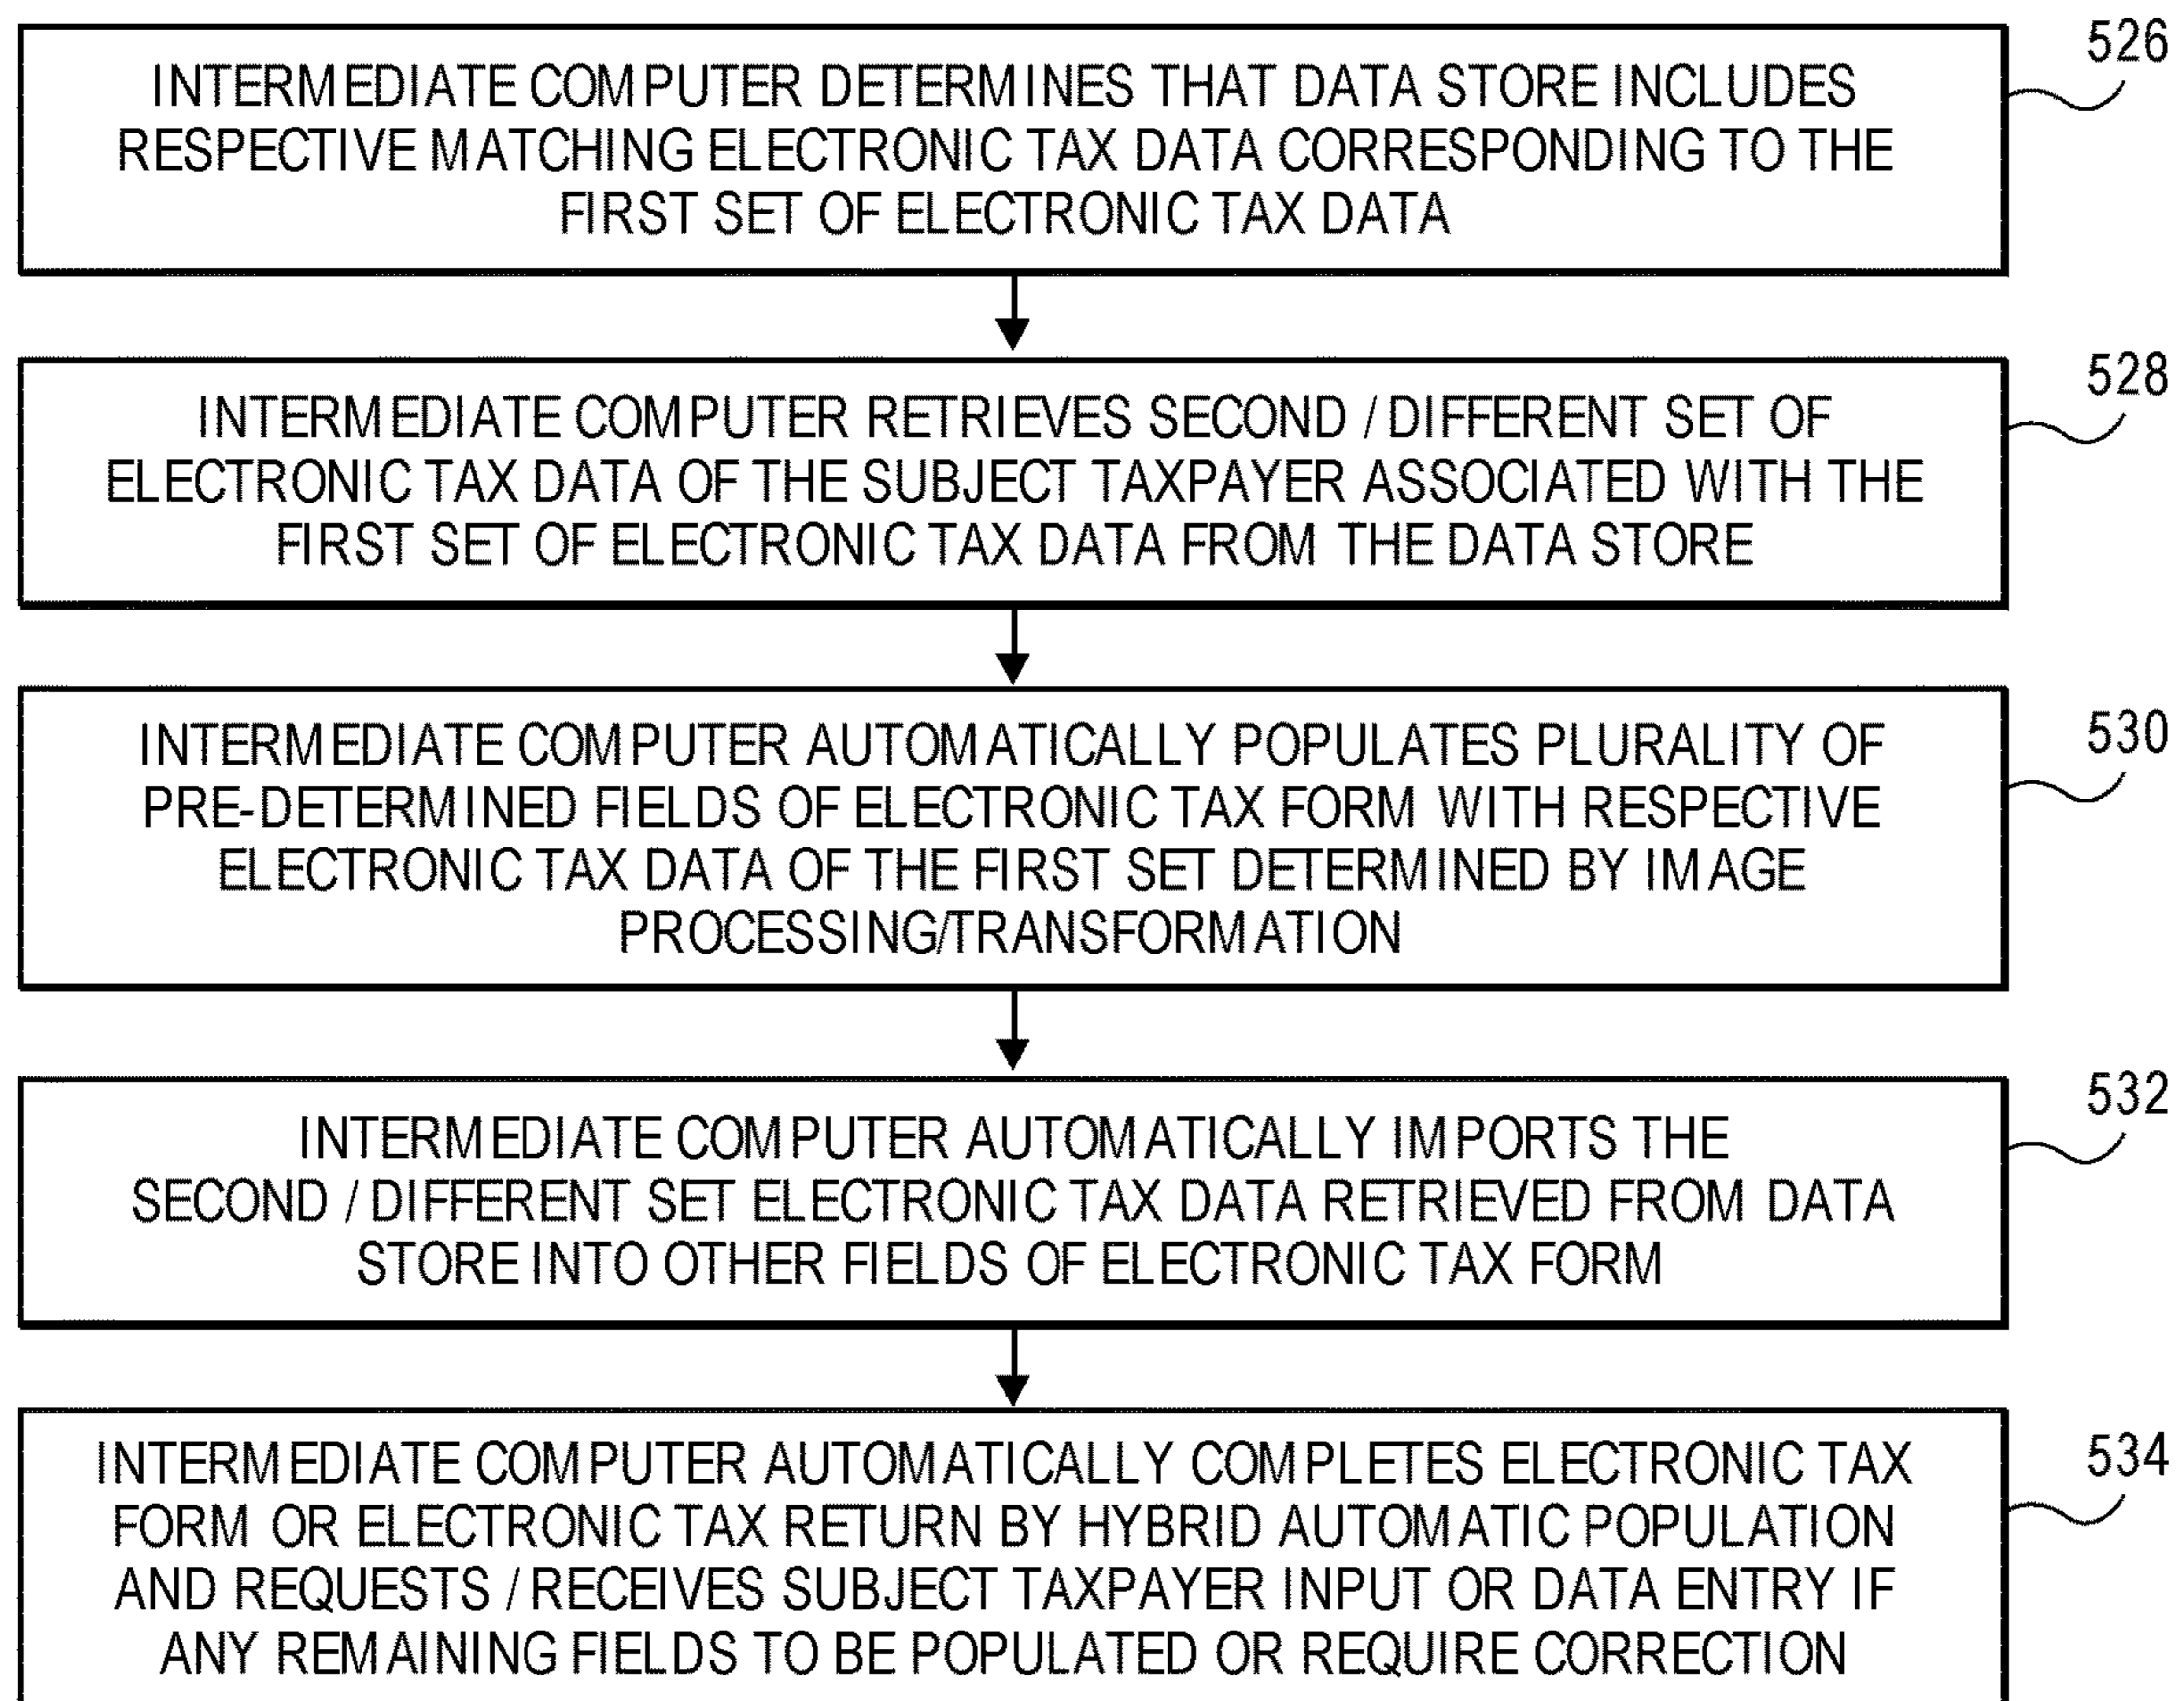 526
INTERMEDIATE COMPUTER DETERMINES THAT DATA STORE INCLUDES
RESPECTIVE MATCHING ELECTRONIC TAX DATA CORRESPONDING TO THE
FIRST SET OF ELECTRONIC TAX DATA
528
INTERMEDIATE COMPUTER RETRIEVES SECOND / DIFFERENT SET OF
ELECTRONIC TAX DATA OF THE SUBJECT TAXPAYER ASSOCIATED WITH THE
FIRST SET OF ELECTRONIC TAX DATA FROM THE DATA STORE
530
INTERMEDIATE COMPUTER AUTOMATICALLY POPULATES PLURALITY OF
PRE-DETERMINED FIELDS OF ELECTRONIC TAX FORM WITH RESPECTIVE
ELECTRONIC TAX DATA OF THE FIRST SET DETERMINED BY IMAGE
PROCESSING/TRANSFORMATION
532
INTERMEDIATE COMPUTER AUTOMATICALLY IMPORTS THE
SECOND / DIFFERENT SET ELECTRONIC TAX DATA RETRIEVED FROM DATA
STORE INTO OTHER FIELDS OF ELECTRONIC TAX FORM
534
INTERMEDIATE COMPUTER AUTOMATICALLY COMPLETES ELECTRONIC TAX
FORM OR ELECTRONIC TAX RETURN BY HYBRID AUTOMATIC POPULATION
AND REQUESTS / RECEIVES SUBJECT TAXPAYER INPUT OR DATA ENTRY IF
ANY REMAINING FIELDS TO BE POPULATED OR REQUIRE CORRECTION